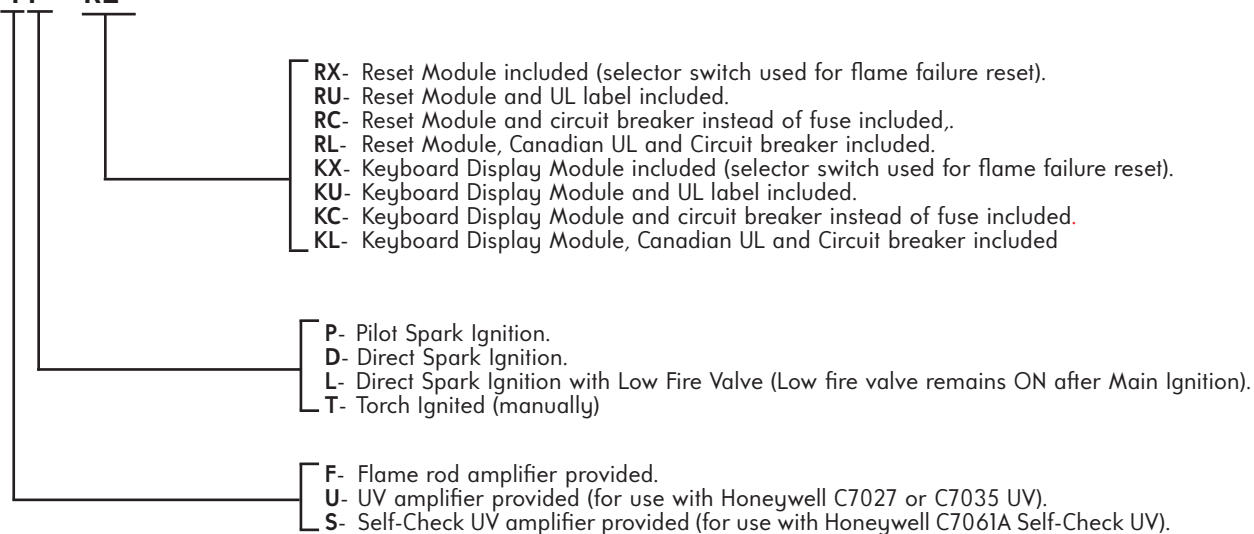 RX- Reset Module included (selector switch used for flame failure reset).
RU- Reset Module and UL label included.
RC- Reset Module and circuit breaker instead of fuse included,.
RL- Reset Module, Canadian UL and Circuit breaker included.
KX- Keyboard Display Module included (selector switch used for flame failure reset).
KU- Keyboard Display Module and UL label included.
KC- Keyboard Display Module and circuit breaker instead of fuse included.
KL- Keyboard Display Module, Canadian UL and Circuit breaker included
P- Pilot Spark Ignition.
D- Direct Spark Ignition.
L- Direct Spark Ignition with Low Fire Valve (Low fire valve remains ON after Main Ignition).
T- Torch Ignited (manually)
F- Flame rod amplifier provided.
U- UV amplifier provided (for use with Honeywell C7027 or C7035 UV).
S- Self-Check UV amplifier provided (for use with Honeywell C7061A Self-Check UV).